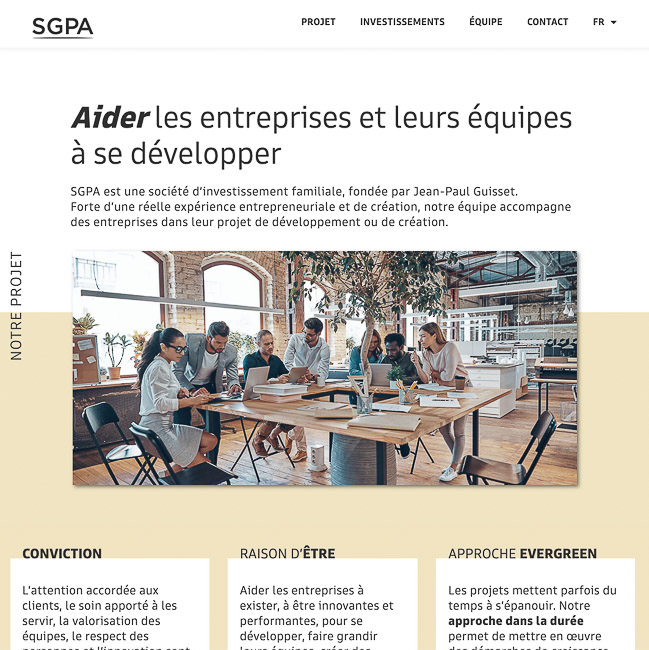 SGPA
PROJET
INVESTISSEMENTS
ÉQUIPE
CONTACT
FR
Aider les entreprises et leurs équipes
à se développer
SGPA est une société d'investissement familiale, fondée par Jean-Paul Guisset.
Forte d'une réelle expérience entrepreneuriale et de création, notre équipe accompagne
des entreprises dans leur projet de développement ou de création.
NOTRE PROJET
CONVICTION
L'attention accordée aux
clients, le soin apporté à les
servir, la valorisation des
équipes, le respect des
RAISON D'ÊTRE
Aider les entreprises à
exister, à être innovantes et
performantes, pour se
développer, faire grandir
APPROCHE EVERGREEN
Les projets mettent parfois du
temps à s'épanouir. Notre
approche dans la durée
permet de mettre en œuvre